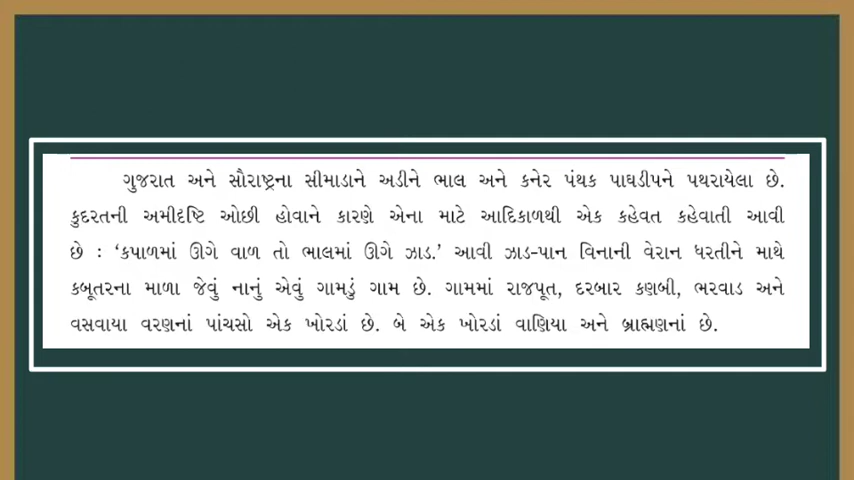 ગુજરાત અને સૌરાષ્ટ્રના સીમાડાને અડીને ભાલ અને કનેર પંથક પાઘડીપને પથરાયેલા છે.
કુદરતની અમીદષ્ટિ ઓછી હોવાને કારણે એના માટે આદિકાળથી એક કહેવત કહેવાતી આવી
છે : ‘કપાળમાં ઊગે વાળ તો ભાલમાં ઊગે ઝાડ.’ આવી ઝાડ-પાન વિનાની વેરાન ધરતીને માથે
કબૂતરના માળા જેવું નાનું એવું ગામડું ગામ છે. ગામમાં રાજપૂત, દરબાર કણબી, ભરવાડ અને
વસવાયા વરણનાં પાંચસો એક ખોરડાં છે. બે એક ખોરડાં વાણિયા અને બ્રાહ્મણનાં છે.